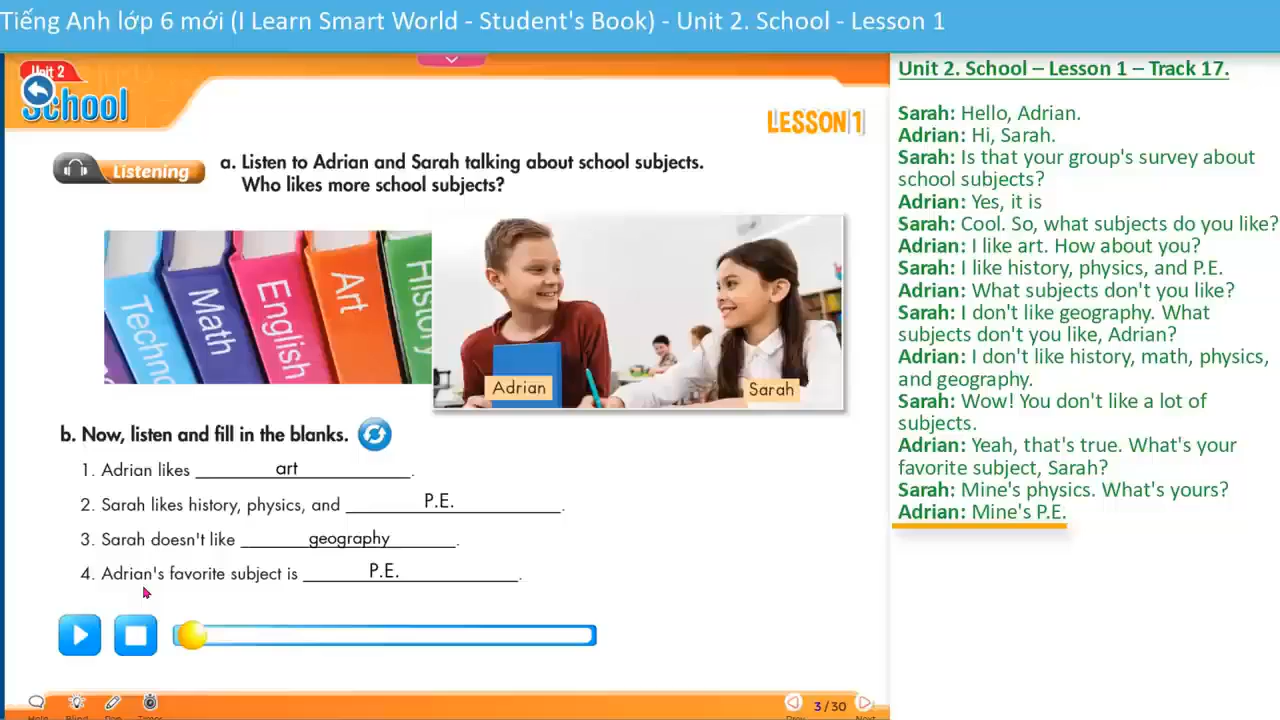 Tiếng Anh lớp 6 mới (I Learn Smart World - Student's Book) - Unit 2. School - Lesson 1
Unit 2
School
LESSON 1
Listening
a. Listen to Adrian and Sarah talking about school subjects.
Who likes more school subjects?
Techno
Math
English
Art
History
Adrian
Sarah
b. Now, listen and fill in the blanks.
1. Adrian likes art.
2. Sarah likes history, physics, and P.E.
3. Sarah doesn't like geography.
4. Adrian's favorite subject is P.E.
3 / 30
Unit 2. School – Lesson 1 – Track 17.
Sarah: Hello, Adrian.
Adrian: Hi, Sarah.
Sarah: Is that your group's survey about
school subjects?
Adrian: Yes, it is
Sarah: Cool. So, what subjects do you like?
Adrian: I like art. How about you?
Sarah: I like history, physics, and P.E.
Adrian: What subjects don't you like?
Sarah: I don't like geography. What
subjects don't you like, Adrian?
Adrian: I don't like history, math, physics,
and geography.
Sarah: Wow! You don't like a lot of
subjects.
Adrian: Yeah, that's true. What's your
favorite subject, Sarah?
Sarah: Mine's physics. What's yours?
Adrian: Mine's P.E.